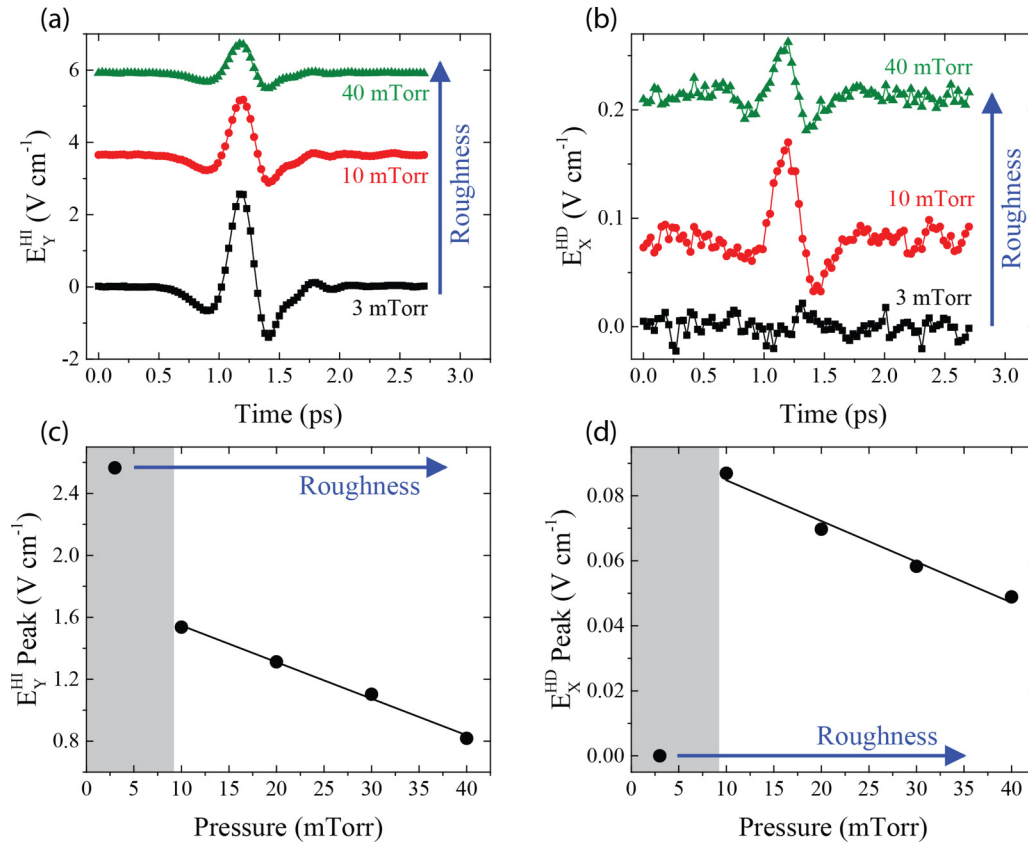 (a)
6
4
2
0
-2
0.0 0.5 1.0 1.5 2.0 2.5 3.0
E_Y^HI (V cm^-1)
Time (ps)
40 mTorr
10 mTorr
3 mTorr
Roughness
(b)
0.2
0.1
0.0
0.0 0.5 1.0 1.5 2.0 2.5 3.0
E_X^HD (V cm^-1)
Time (ps)
40 mTorr
10 mTorr
3 mTorr
Roughness
(c)
2.4
2.0
1.6
1.2
0.8
0 5 10 15 20 25 30 35 40
E_Y^HI Peak (V cm^-1)
Pressure (mTorr)
Roughness
(d)
0.08
0.06
0.04
0.02
0.00
0 5 10 15 20 25 30 35 40
E_X^HD Peak (V cm^-1)
Pressure (mTorr)
Roughness